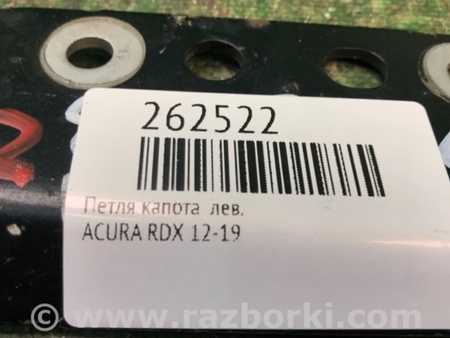 262522
Петля капота лев.
ACURA RDX 12-19
© www.razborki.com